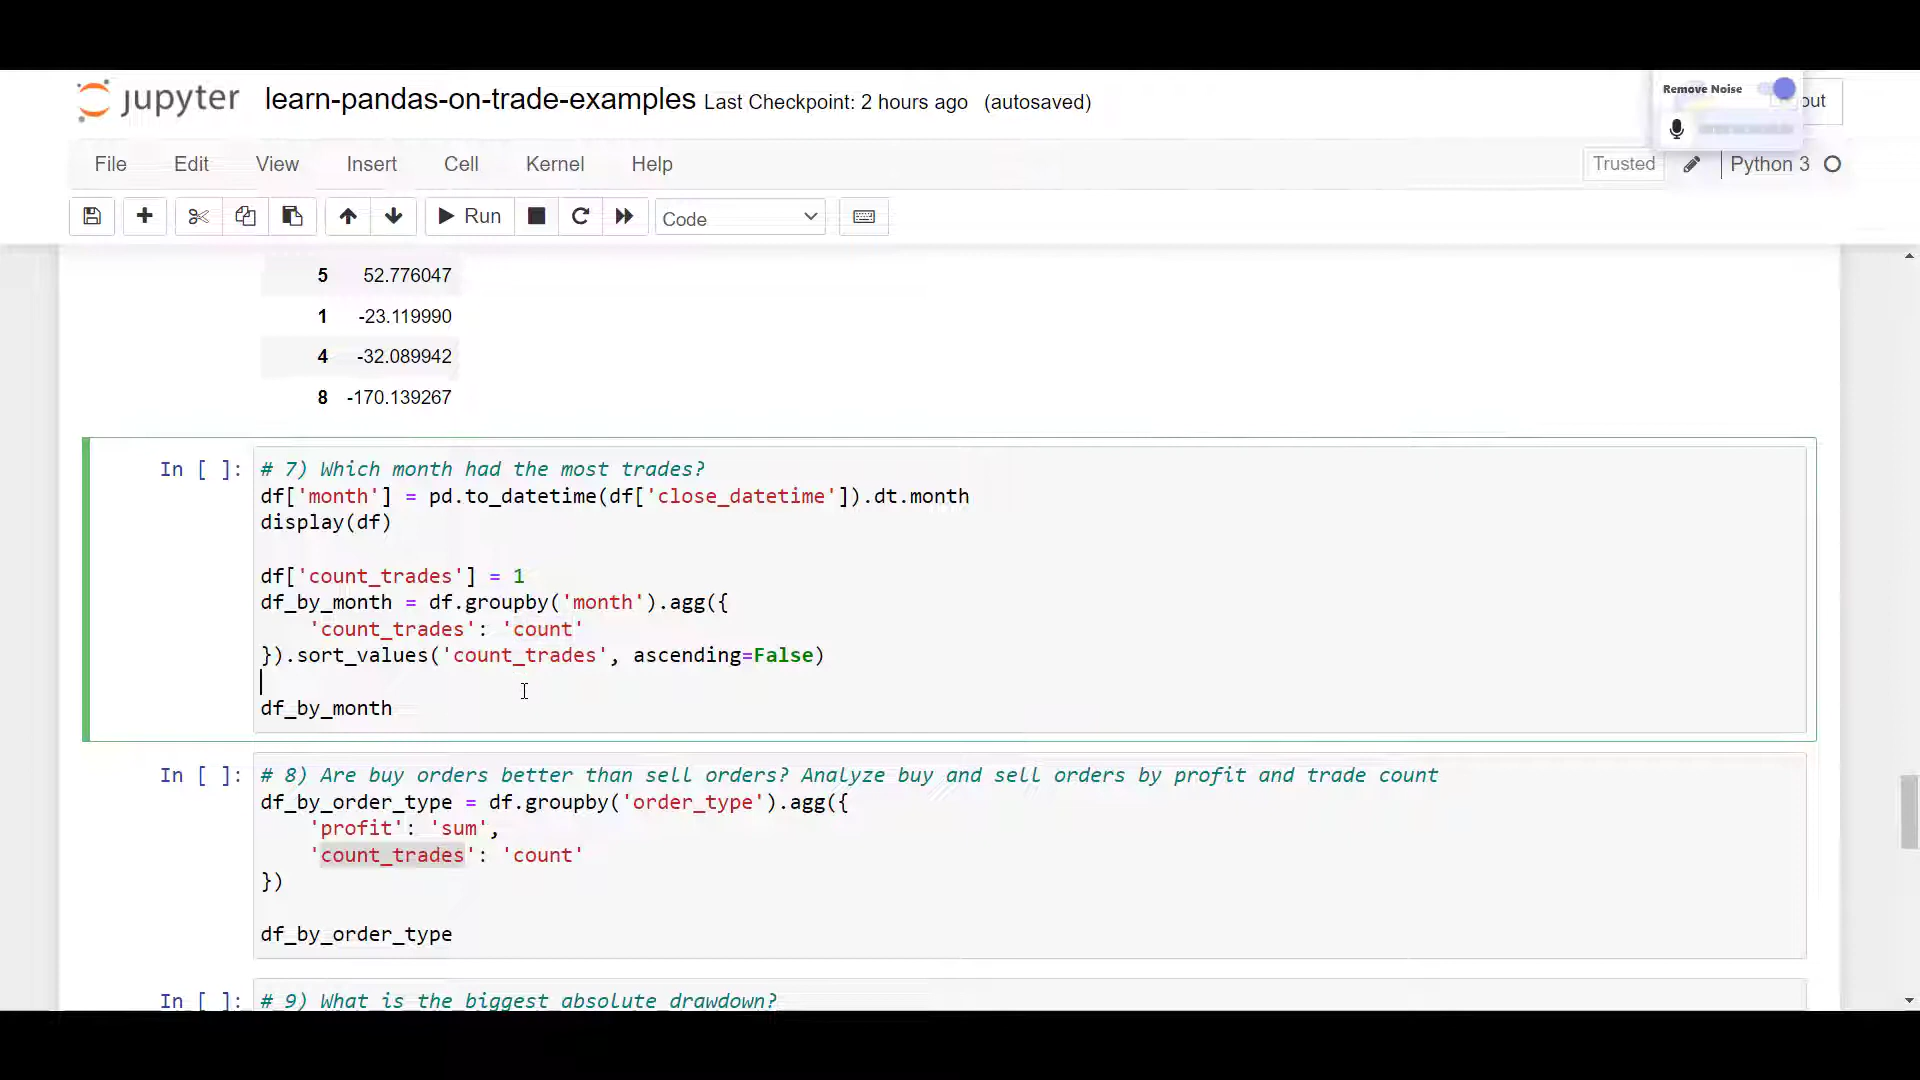 jupyter learn-pandas-on-trade-examples Last Checkpoint: 2 hours ago (autosaved)
Remove Noise
out
File Edit View Insert Cell Kernel Help
Trusted Python 3
Run Code
5 52.776047
1 -23.119990
4 -32.089942
8 -170.139267
In [ ]: # 7) Which month had the most trades?
df['month'] = pd.to_datetime(df['close_datetime']).dt.month
display(df)
df['count_trades'] = 1
df_by_month = df.groupby('month').agg({
'count_trades': 'count'
}).sort_values('count_trades', ascending=False)
df_by_month
In [ ]: # 8) Are buy orders better than sell orders? Analyze buy and sell orders by profit and trade count
df_by_order_type = df.groupby('order_type').agg({
'profit': 'sum',
'count_trades': 'count'
})
df_by_order_type
In [ ]: # 9) What is the biggest absolute drawdown?